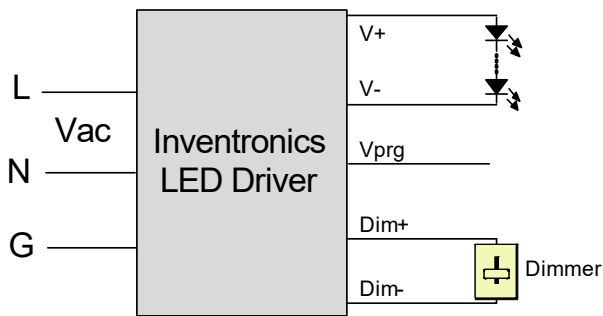 L
Vac
N
G
Inventronics
LED Driver
V+
V-
Vprg
Dim+
Dim-
Dimmer